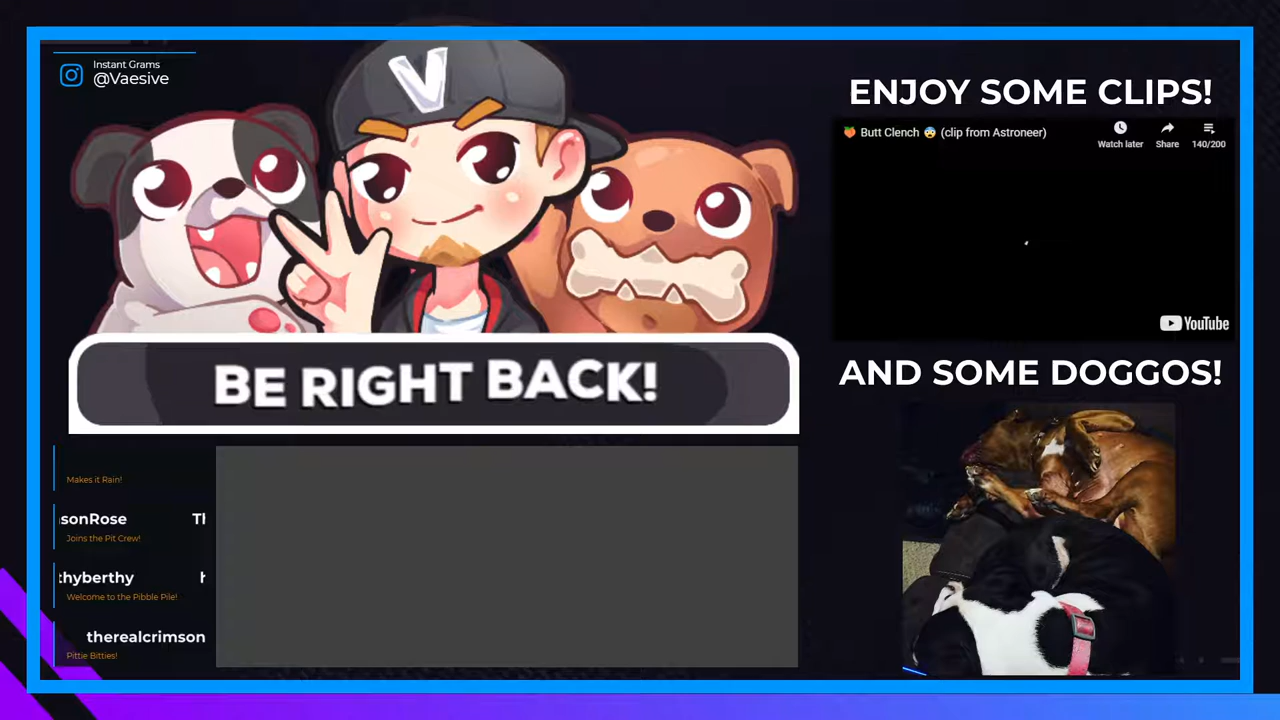 Instant Grams
@Vaesive
V
BE RIGHT BACK!
Makes it Rain!
sonRose
Joins the Pit Crew!
thyberthy
Welcome to the Pibble Pile!
therealcrimson
Pittie Bitties!
ENJOY SOME CLIPS!
🍑 Butt Clench 😨 (clip from Astroneer)
Watch later
Share
140/200
YouTube
AND SOME DOGGOS!